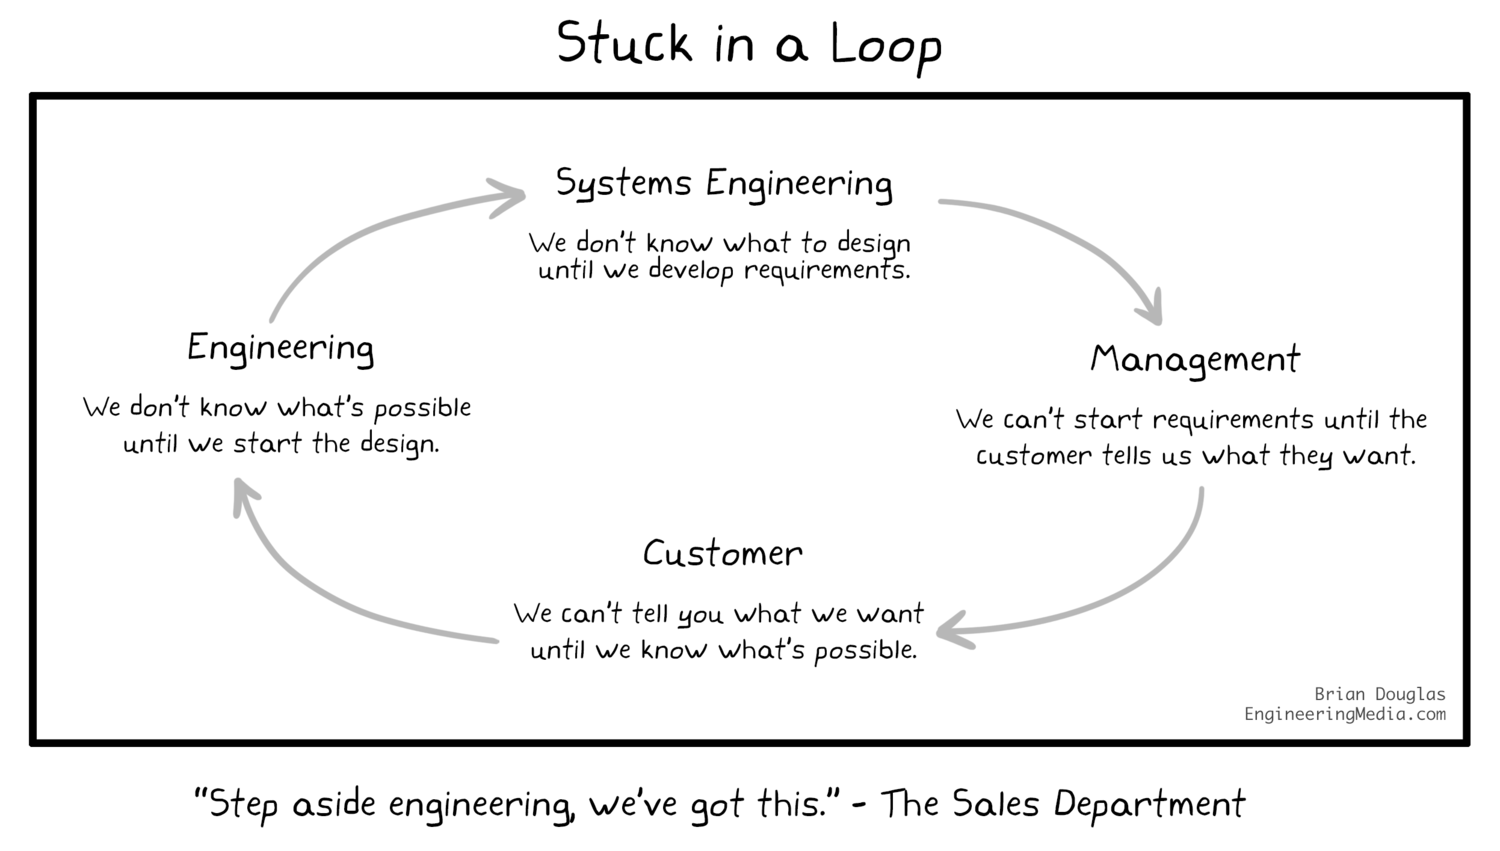 Stuck in a Loop
Systems Engineering
We don't know what to design
until we develop requirements.
Engineering
We don't know what's possible
until we start the design.
Management
We can't start requirements until the
customer tells us what they want.
Customer
We can't tell you what we want
until we know what's possible.
Brian Douglas
EngineeringMedia.com
"Step aside engineering, we've got this." - The Sales Department